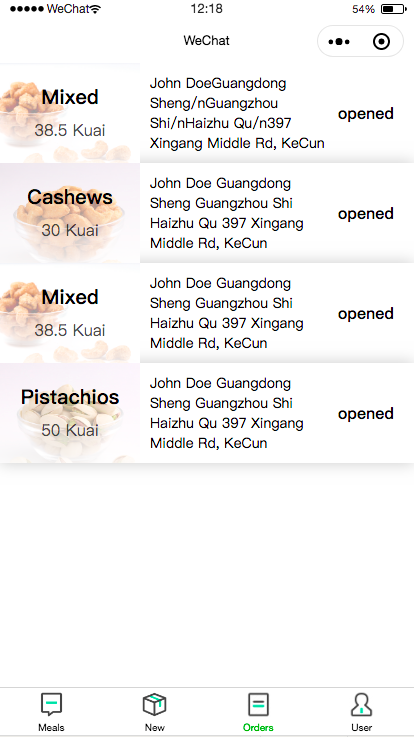 WeChat 12:18 54%
WeChat
Mixed
38.5 Kuai
John DoeGuangdong
Sheng/nGuangzhou
Shi/nHaizhu Qu/n397
Xingang Middle Rd, KeCun
opened
Cashews
30 Kuai
John Doe Guangdong
Sheng Guangzhou Shi
Haizhu Qu 397 Xingang
Middle Rd, KeCun
opened
Mixed
38.5 Kuai
John Doe Guangdong
Sheng Guangzhou Shi
Haizhu Qu 397 Xingang
Middle Rd, KeCun
opened
Pistachios
50 Kuai
John Doe Guangdong
Sheng Guangzhou Shi
Haizhu Qu 397 Xingang
Middle Rd, KeCun
opened
Meals New Orders User